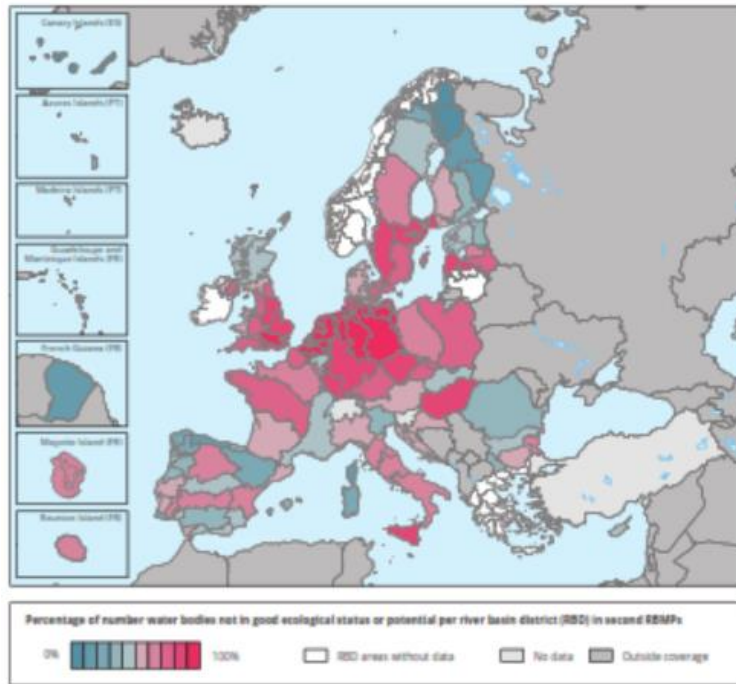 Canary Islands (ES)
Azores Islands (PT)
Madeira Islands (PT)
Guadeloupe and
Martinique Islands (FR)
French Guiana (FR)
Mayotte Island (FR)
Reunion Island (FR)
Percentage of number water bodies not in good ecological status or potential per river basin district (RBD) in second RBMPs
0%
100%
RBD areas without data
No data
Outside coverage